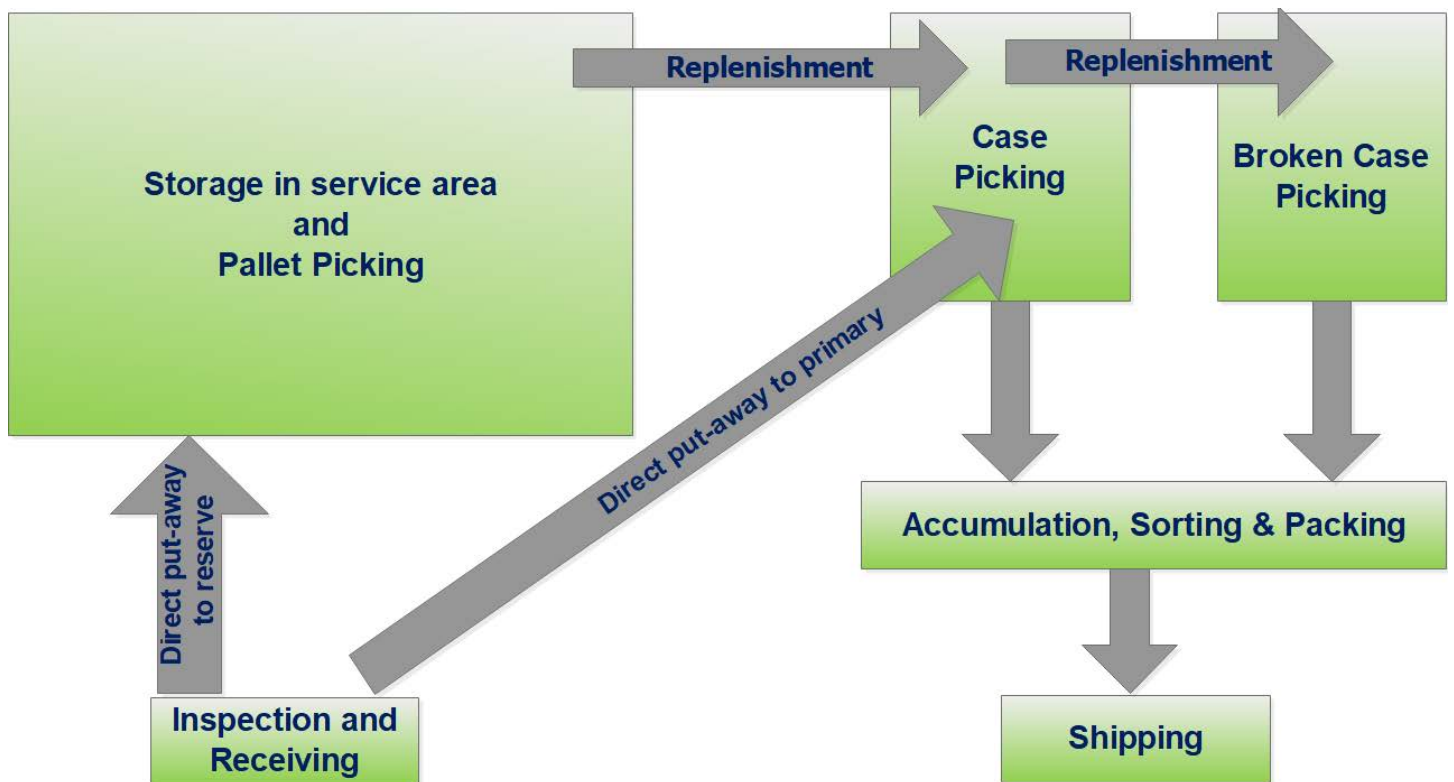 Replenishment
Replenishment
Storage in service area
and
Pallet Picking
Case
Picking
Broken Case
Picking
Direct put-away to primary
Direct put-away
to reserve
Accumulation, Sorting & Packing
Inspection and
Receiving
Shipping